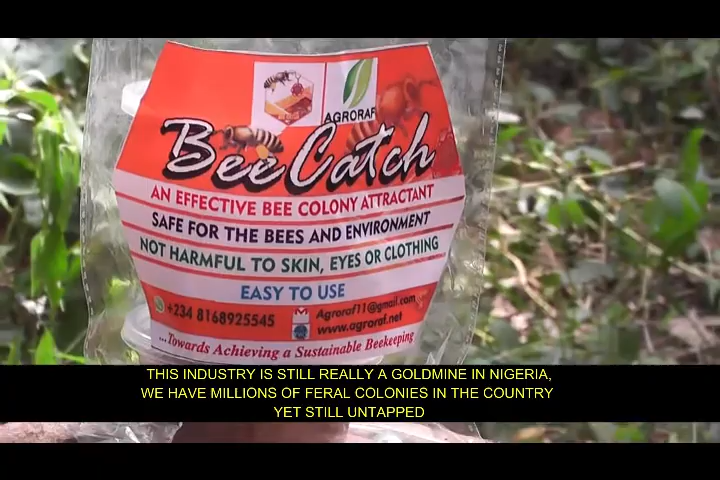 AGRORAF
Bee Catch
AN EFFECTIVE BEE COLONY ATTRACTANT
SAFE FOR THE BEES AND ENVIRONMENT
NOT HARMFUL TO SKIN, EYES OR CLOTHING
EASY TO USE
+234 8168925545
Agroraf11@gmail.com
www.agroraf.net
...Towards Achieving a Sustainable Beekeeping
THIS INDUSTRY IS STILL REALLY A GOLDMINE IN NIGERIA,
WE HAVE MILLIONS OF FERAL COLONIES IN THE COUNTRY
YET STILL UNTAPPED